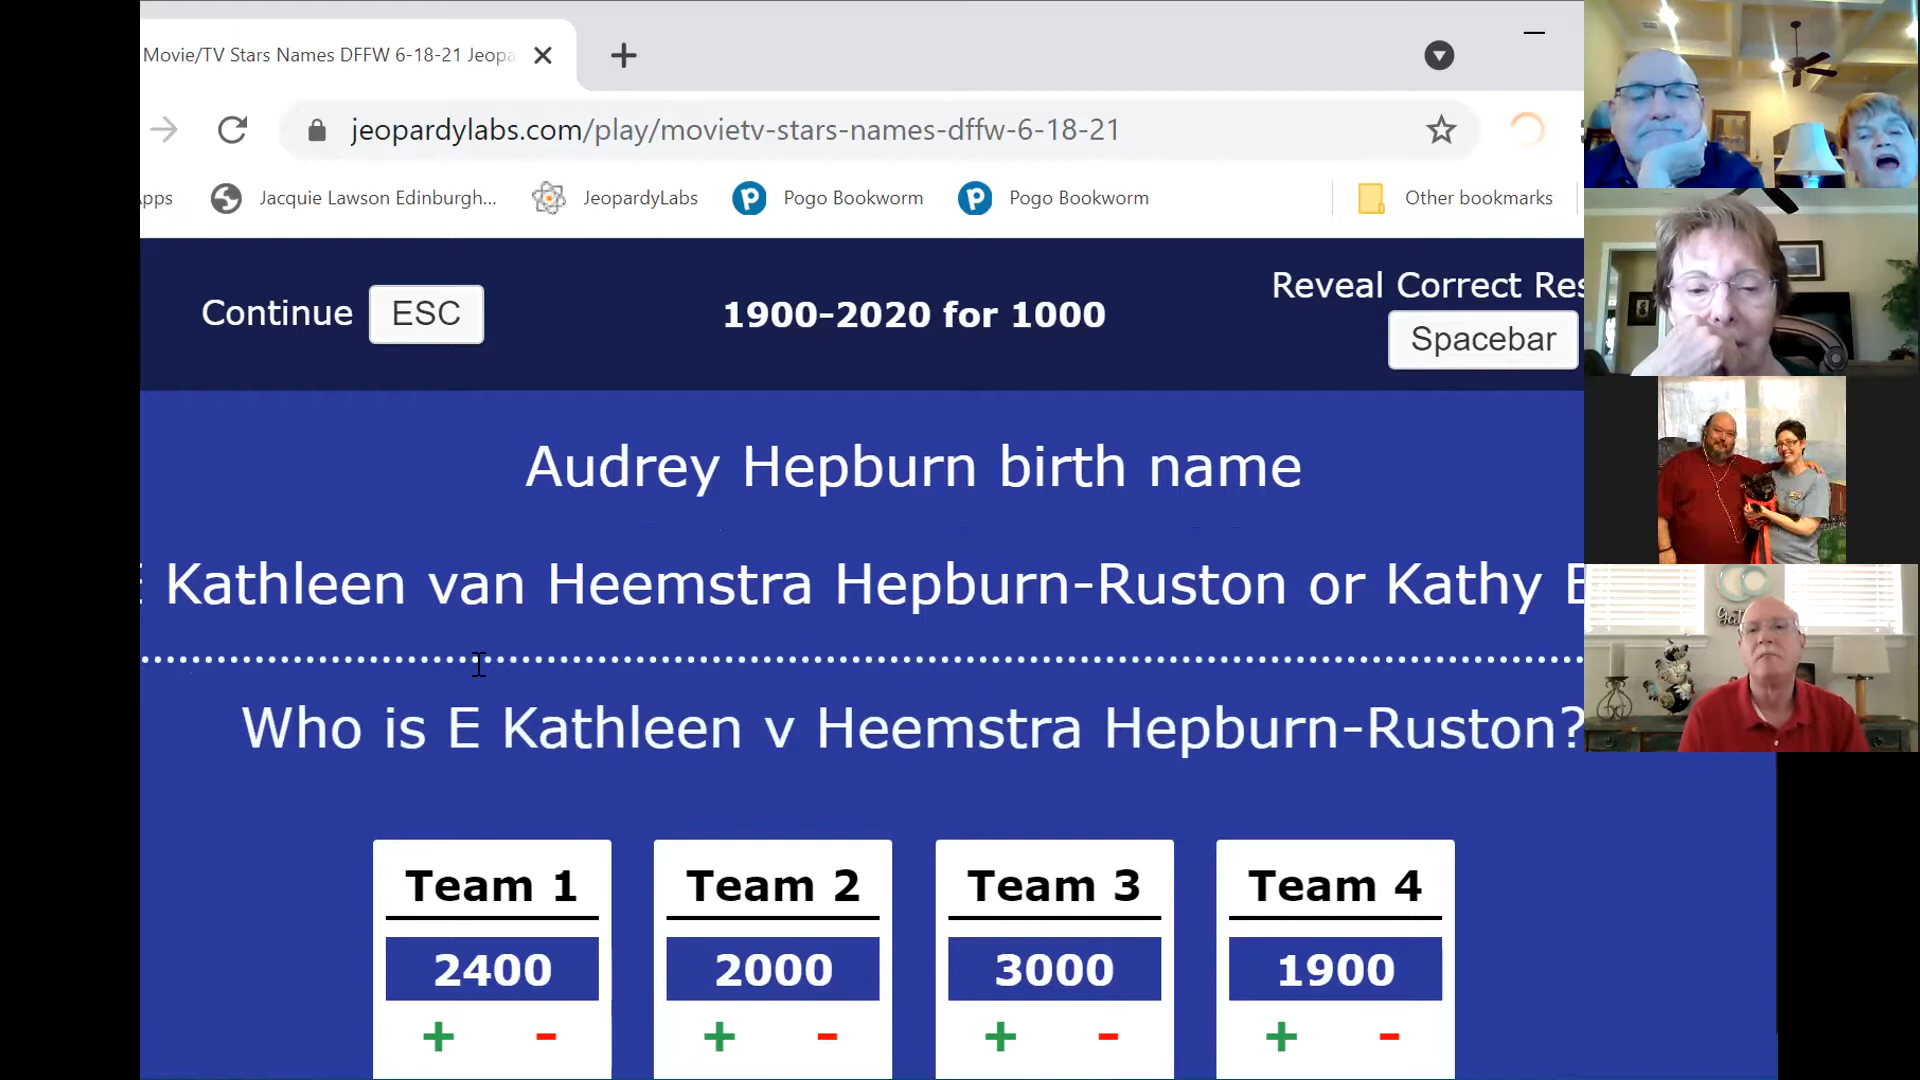 Movie/TV Stars Names DFFW 6-18-21 Jeopa
jeopardylabs.com/play/movietv-stars-names-dffw-6-18-21
Apps
Jacquie Lawson Edinburgh...
JeopardyLabs
Pogo Bookworm
Pogo Bookworm
Other bookmarks
Continue ESC
1900-2020 for 1000
Reveal Correct Res
Spacebar
Audrey Hepburn birth name
E Kathleen van Heemstra Hepburn-Ruston or Kathy
Who is E Kathleen v Heemstra Hepburn-Ruston?
Team 1 Team 2 Team 3 Team 4
2400 2000 3000 1900
+ - + - + - + -